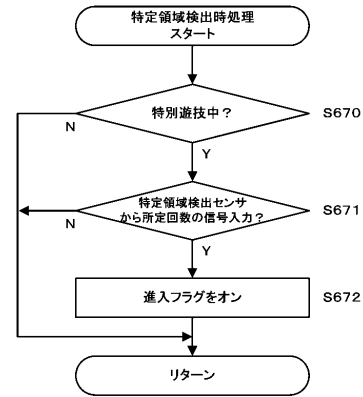 特定領域検出時処理
スタート
特別遊技中？
S670
N
Y
特定領域検出センサ
から所定回数の信号入力？
S671
N
Y
進入フラグをオン
S672
リターン